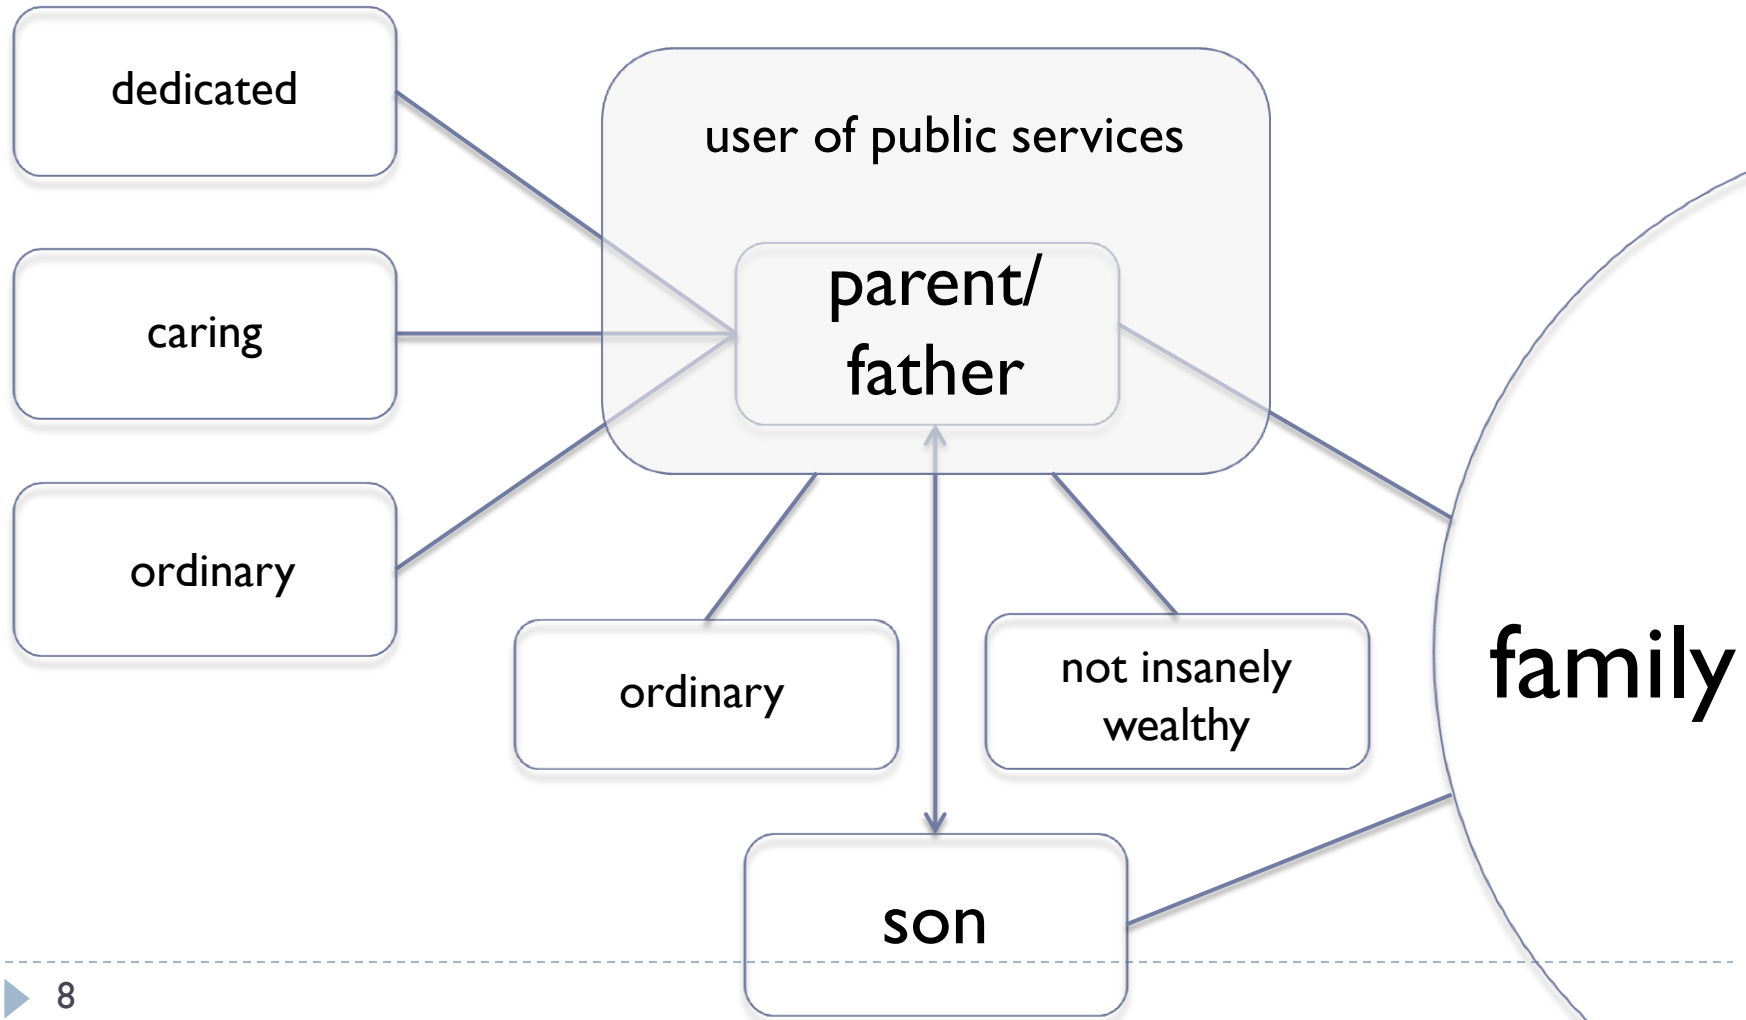 dedicated
user of public services
caring
parent/
father
ordinary
ordinary
not insanely
wealthy
family
son
8